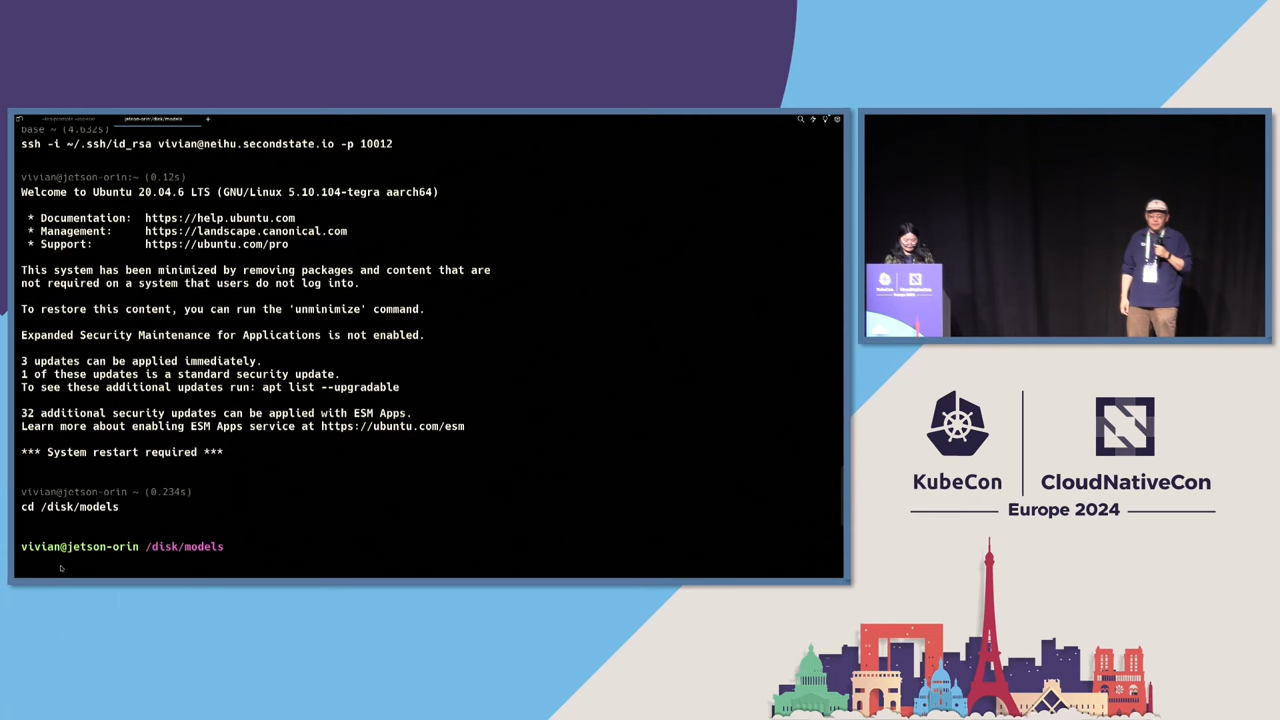 jetson-orin:/disk/models
base ~ (4.632s)
ssh -i ~/.ssh/id_rsa vivian@neihu.secondstate.io -p 10012
vivian@jetson-orin:~ (0.12s)
Welcome to Ubuntu 20.04.6 LTS (GNU/Linux 5.10.104-tegra aarch64)
* Documentation: https://help.ubuntu.com
* Management: https://landscape.canonical.com
* Support: https://ubuntu.com/pro
This system has been minimized by removing packages and content that are
not required on a system that users do not log into.
To restore this content, you can run the 'unminimize' command.
Expanded Security Maintenance for Applications is not enabled.
3 updates can be applied immediately.
1 of these updates is a standard security update.
To see these additional updates run: apt list --upgradable
32 additional security updates can be applied with ESM Apps.
Learn more about enabling ESM Apps service at https://ubuntu.com/esm
*** System restart required ***
vivian@jetson-orin ~ (0.234s)
cd /disk/models
vivian@jetson-orin /disk/models
KubeCon
CloudNativeCon
Europe 2024